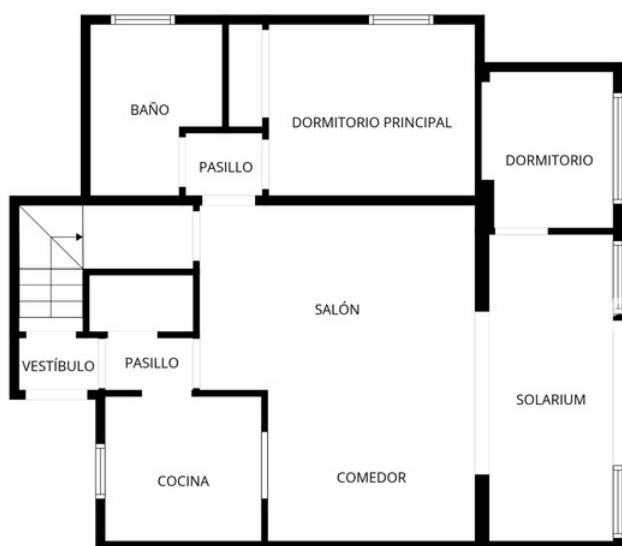 BAÑO
DORMITORIO PRINCIPAL
DORMITORIO
PASILLO
SALÓN
VESTÍBULO
PASILLO
SOLARIUM
COCINA
COMEDOR